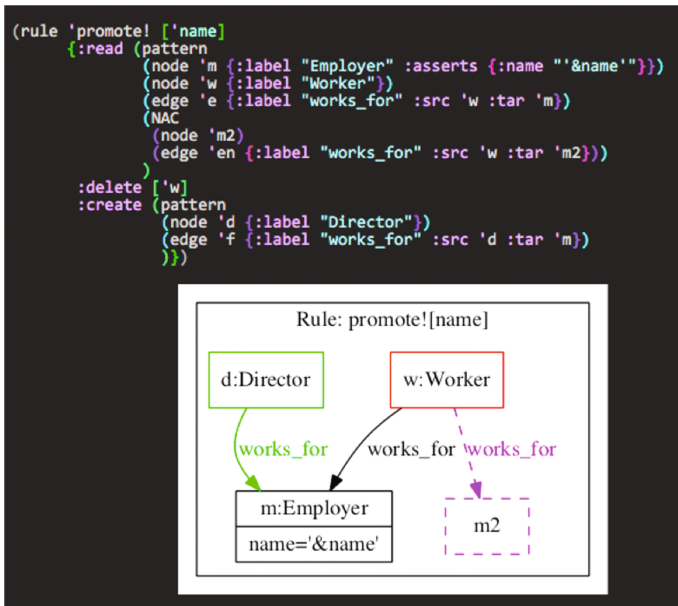 (rule 'promote! ['name]
{:read (pattern
(node 'm {:label "Employer" :asserts {:name "'&name'"}})
(node 'w {:label "Worker"})
(edge 'e {:label "works_for" :src 'w :tar 'm})
(NAC
(node 'm2)
(edge 'en {:label "works_for" :src 'w :tar 'm2}))
)
:delete ['w]
:create (pattern
(node 'd {:label "Director"})
(edge 'f {:label "works_for" :src 'd :tar 'm})
)})
Rule: promote![name]
d:Director
w:Worker
works_for
works_for
works_for
m:Employer
name='&name'
m2